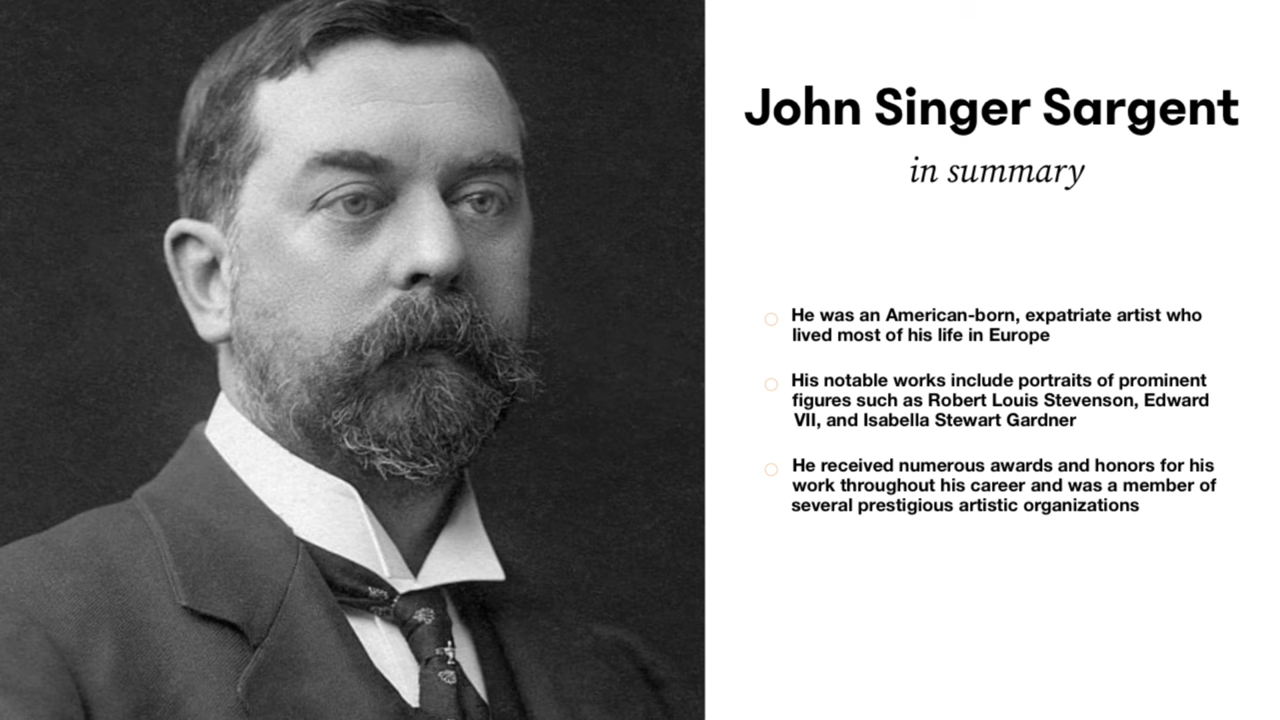 John Singer Sargent
in summary
He was an American-born, expatriate artist who
lived most of his life in Europe
His notable works include portraits of prominent
figures such as Robert Louis Stevenson, Edward
VII, and Isabella Stewart Gardner
He received numerous awards and honors for his
work throughout his career and was a member of
several prestigious artistic organizations